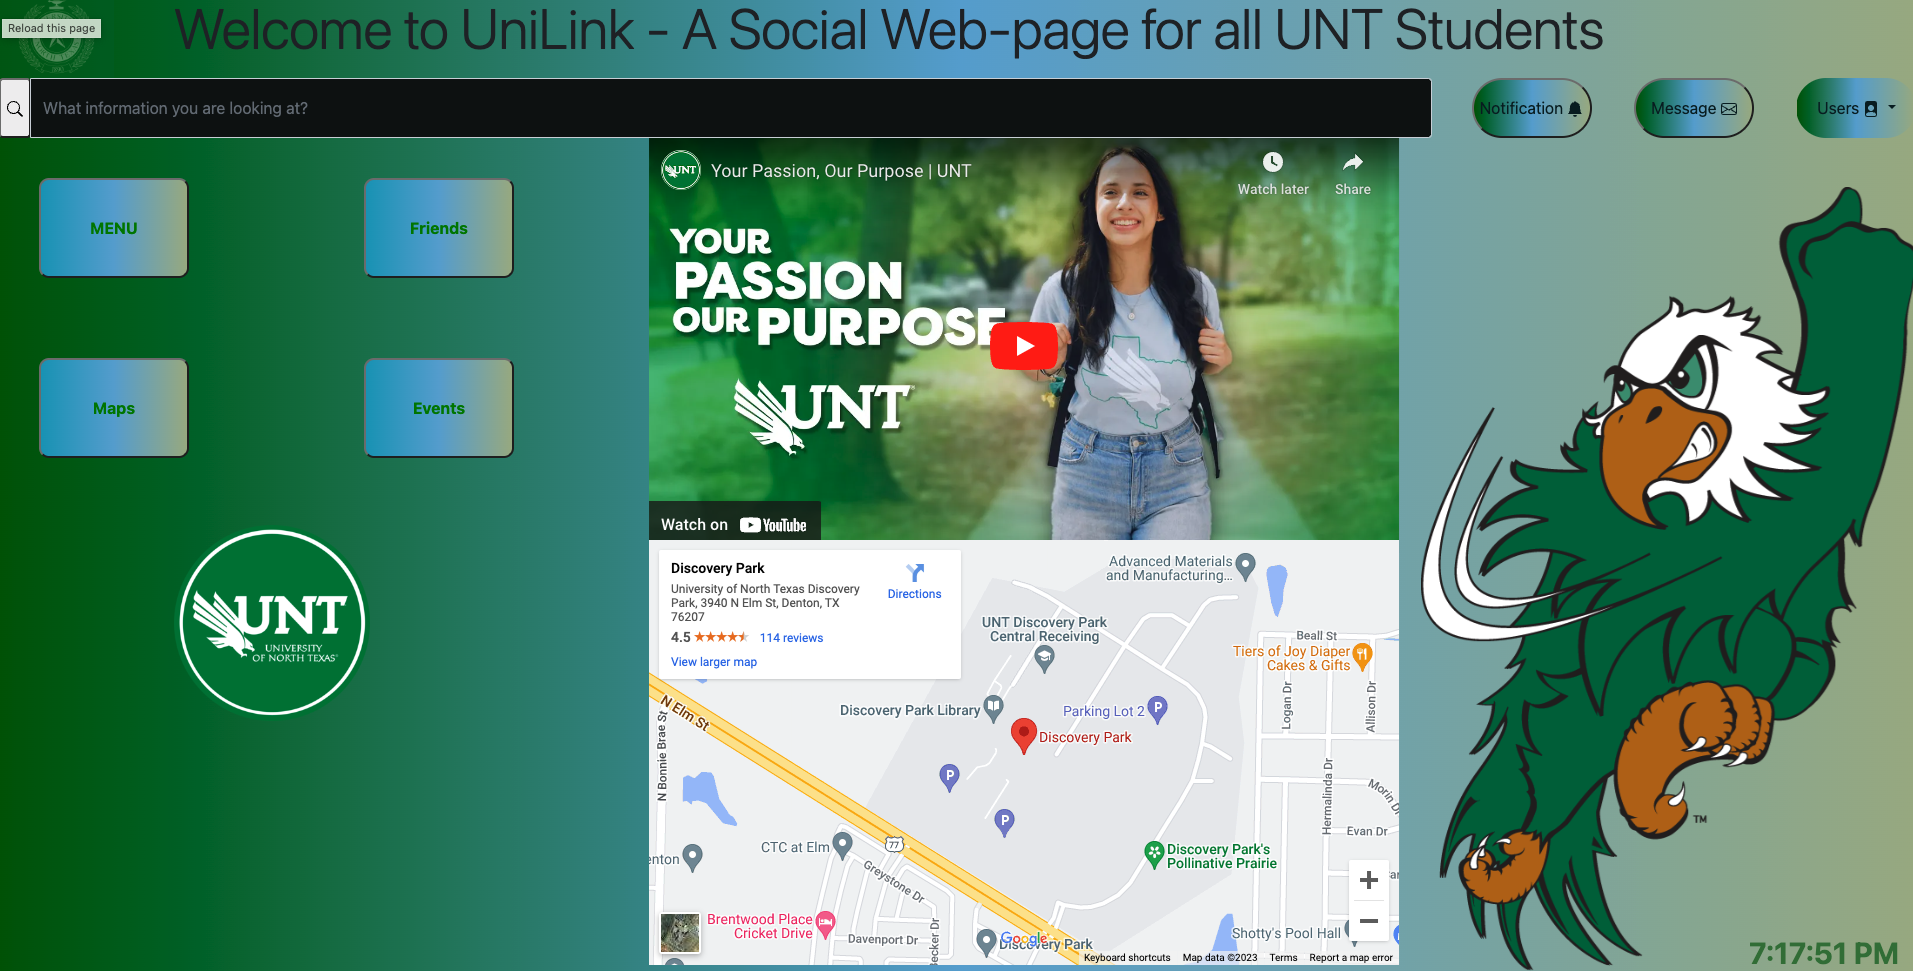 Welcome to UniLink - A Social Web-page for all UNT Students
Reload this page
What information you are looking at?
Notification
Message
Users
MENU
Friends
Maps
Events
UNT
UNIVERSITY
OF NORTH TEXAS
UNT
Your Passion, Our Purpose | UNT
Watch later
Share
YOUR
PASSION
OUR PURPOSE
UNT
Watch on YouTube
Discovery Park
University of North Texas Discovery
Park, 3940 N Elm St, Denton, TX
76207
4.5
114 reviews
View larger map
Directions
Advanced Materials
and Manufacturing...
UNT Discovery Park
Central Receiving
Beall St
Tiers of Joy Diaper
Cakes & Gifts
Logan Dr
Allison Dr
N Elm St
N Bonnie Brae St
Discovery Park Library
Parking Lot 2
P
Discovery Park
P
P
Hermalinda Dr
Morin D
Evan Dr
CTC at Elm
77
enton
Greystone Dr
Discovery Park's
Pollinative Prairie
Brentwood Place
Cricket Drive
Davenport Dr
Becker Dr
Google
Discovery Park
Shotty's Pool Hall
Keyboard shortcuts
Map data ©2023
Terms
Report a map error
TM
7:17:51 PM